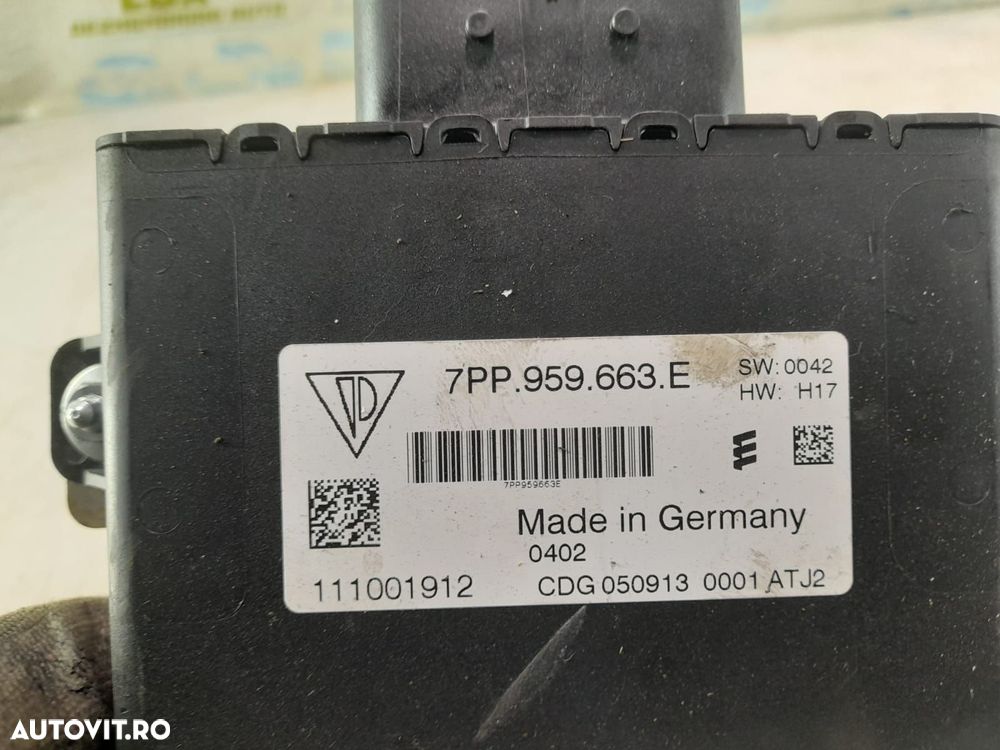 7PP.959.663.E
SW:0042
HW: H17
7PP959663E
Made in Germany
0402
111001912
CDG 050913 0001 ATJ2
AUTOVIT.RO